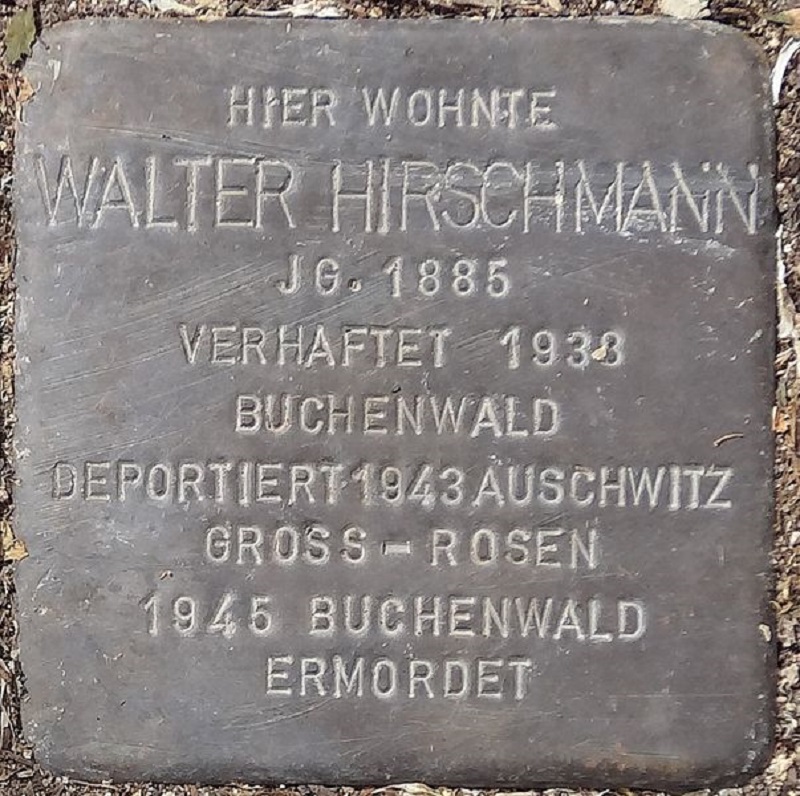 HIER WOHNTE
WALTER HIRSCHMANN
JG. 1885
VERHAFTET 1938
BUCHENWALD
DEPORTIERT 1943 AUSCHWITZ
GROSS-ROSEN
1945 BUCHENWALD
ERMORDET